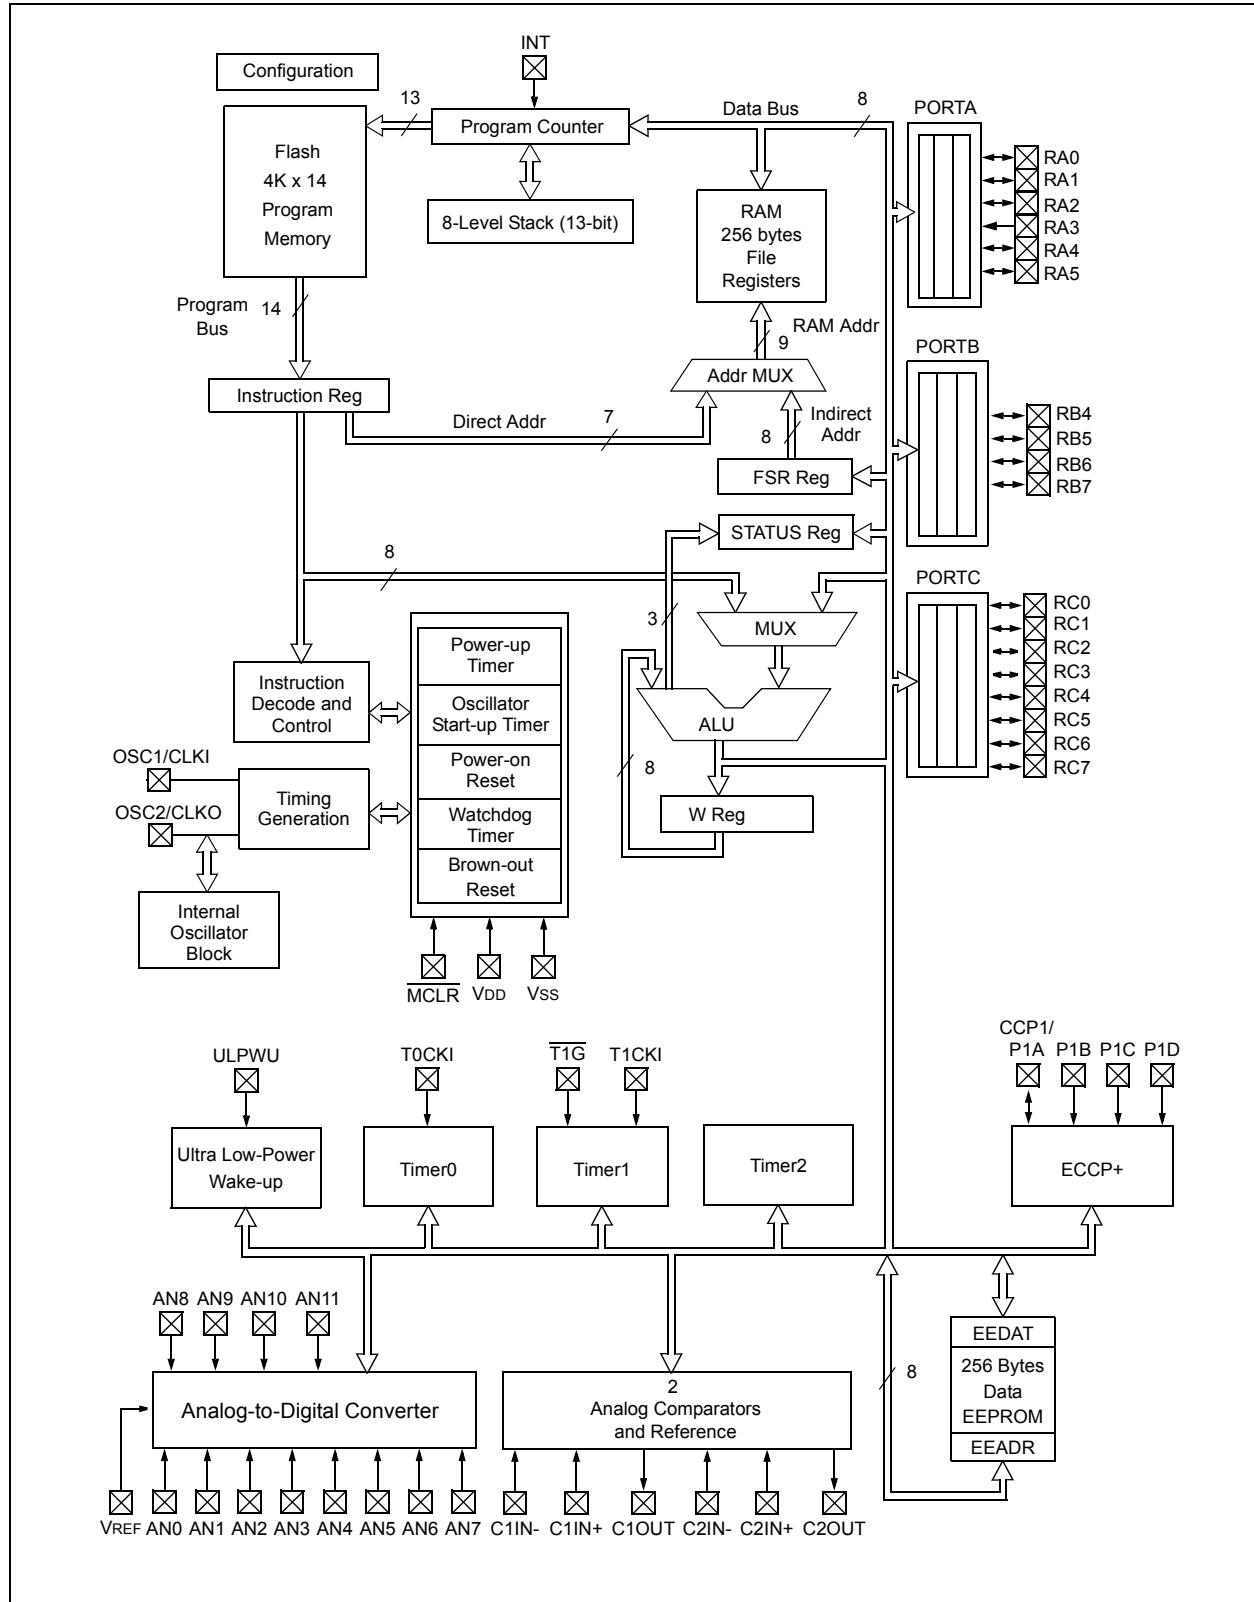 INT
Configuration
13
Program Counter
Data Bus
8
PORTA
Flash
4K x 14
Program
Memory
8-Level Stack (13-bit)
RAM
256 bytes
File
Registers
RA0
RA1
RA2
RA3
RA4
RA5
Program
Bus
14
RAM Addr
9
PORTB
Addr MUX
Instruction Reg
Direct Addr
7
Indirect
Addr
8
FSR Reg
RB4
RB5
RB6
RB7
STATUS Reg
8
PORTC
3
MUX
RC0
RC1
RC2
RC3
RC4
RC5
RC6
RC7
Power-up
Timer
Instruction
Decode and
Control
Oscillator
Start-up Timer
ALU
OSC1/CLKI
Power-on
Reset
8
OSC2/CLKO
Timing
Generation
Watchdog
Timer
W Reg
Brown-out
Reset
Internal
Oscillator
Block
MCLR
VDD
VSS
ULPWU
T0CKI
T1G
T1CKI
CCP1/
P1A
P1B
P1C
P1D
Ultra Low-Power
Wake-up
Timer0
Timer1
Timer2
ECCP+
AN8
AN9
AN10
AN11
EEDAT
256 Bytes
Data
EEPROM
EEADR
8
Analog-to-Digital Converter
2
Analog Comparators
and Reference
VREF
AN0
AN1
AN2
AN3
AN4
AN5
AN6
AN7
C1IN-
C1IN+
C1OUT
C2IN-
C2IN+
C2OUT